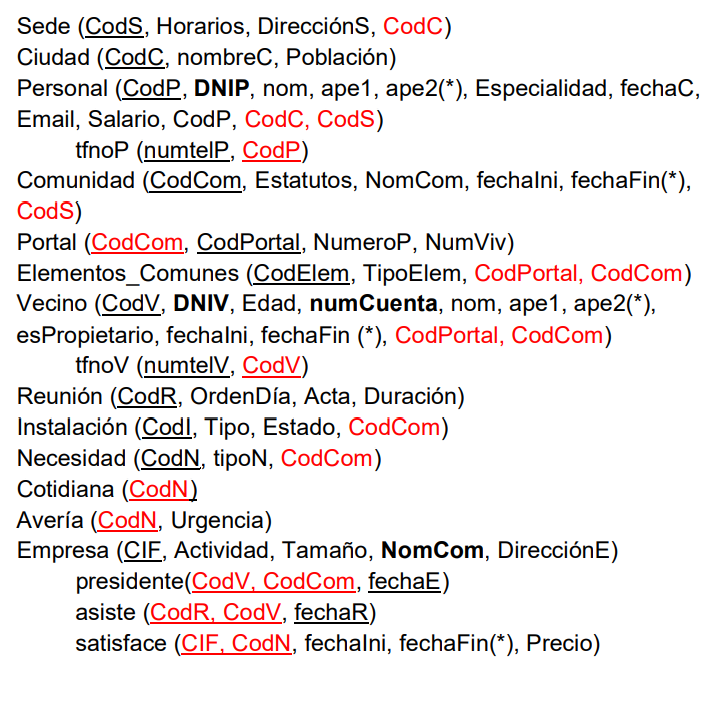 Sede (CodS, Horarios, DirecciónS, CodC)
Ciudad (CodC, nombreC, Población)
Personal (CodP, DNIP, nom, ape1, ape2(*), Especialidad, fechaC,
Email, Salario, CodP, CodC, CodS)
tfnoP (numtelP, CodP)
Comunidad (CodCom, Estatutos, NomCom, fechaIni, fechaFin(*),
CodS)
Portal (CodCom, CodPortal, NumeroP, NumViv)
Elementos_Comunes (CodElem, TipoElem, CodPortal, CodCom)
Vecino (CodV, DNIV, Edad, numCuenta, nom, ape1, ape2(*),
esPropietario, fechaIni, fechaFin (*), CodPortal, CodCom)
tfnoV (numtelV, CodV)
Reunión (CodR, OrdenDía, Acta, Duración)
Instalación (CodI, Tipo, Estado, CodCom)
Necesidad (CodN, tipoN, CodCom)
Cotidiana (CodN)
Avería (CodN, Urgencia)
Empresa (CIF, Actividad, Tamaño, NomCom, DirecciónE)
presidente(CodV, CodCom, fechaE)
asiste (CodR, CodV, fechaR)
satisface (CIF, CodN, fechaIni, fechaFin(*), Precio)